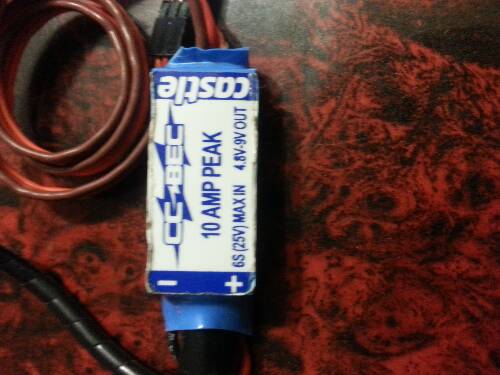 castle
CC BEC
10 AMP PEAK
6S (25V) MAX IN 4.8V-9V OUT
- +